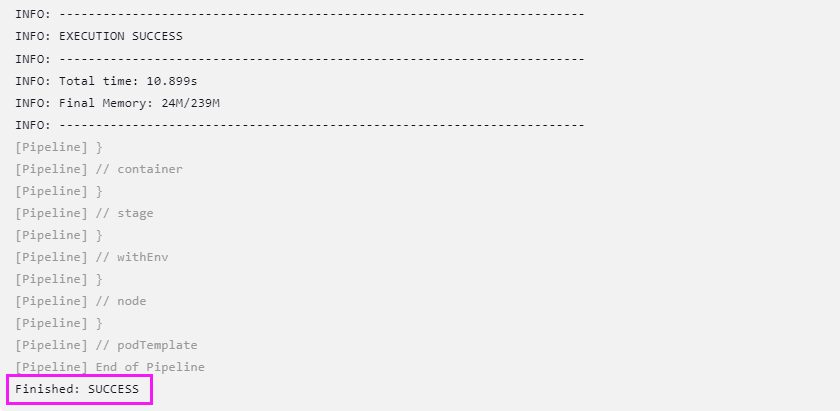 INFO: ------------------------------------------------------------------------
INFO: EXECUTION SUCCESS
INFO: ------------------------------------------------------------------------
INFO: Total time: 10.899s
INFO: Final Memory: 24M/239M
INFO: ------------------------------------------------------------------------
[Pipeline] }
[Pipeline] // container
[Pipeline] }
[Pipeline] // stage
[Pipeline] }
[Pipeline] // withEnv
[Pipeline] }
[Pipeline] // node
[Pipeline] }
[Pipeline] // podTemplate
[Pipeline] End of Pipeline
Finished: SUCCESS